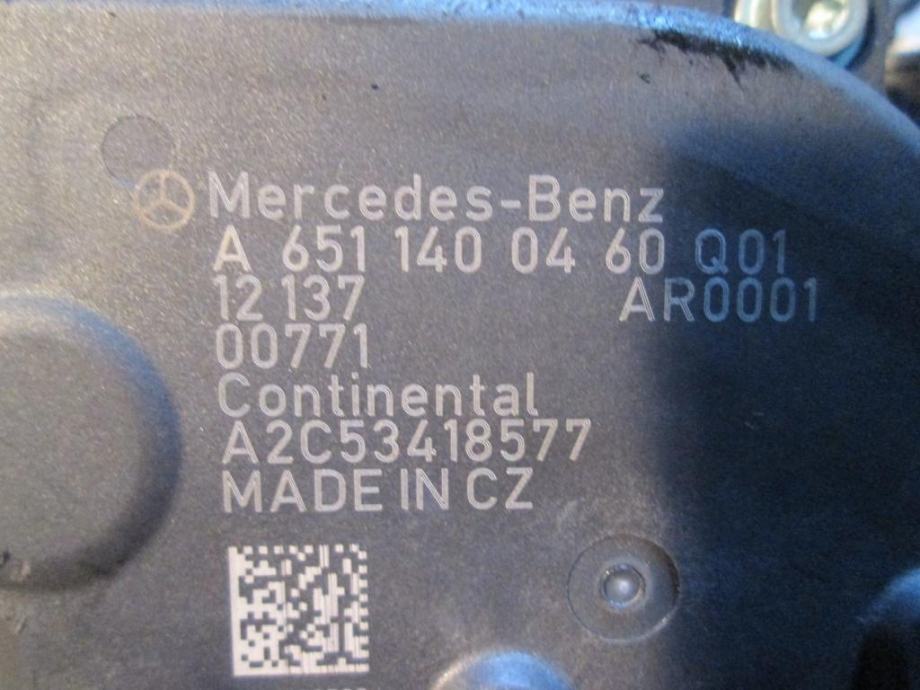 Mercedes-Benz
A 651 140 04 60 Q01
12 137 AR0001
00771
Continental
A2C53418577
MADE IN CZ